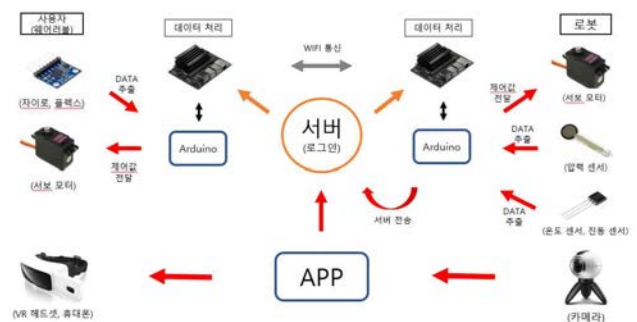 사용자
(웨어러블)
데이터 처리
데이터 처리
로봇
WIFI 통신
DATA
추출
(자이로, 플렉스)
제어값
전달
(서보 모터)
서버
(로그인)
Arduino
Arduino
DATA
추출
(서보 모터)
제어값
전달
(압력 센서)
서버 전송
DATA
추출
(온도 센서, 진동 센서)
APP
(VR 헤드셋, 휴대폰)
(카메라)